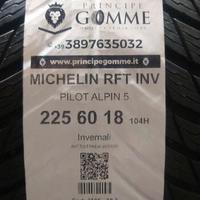 PRINCIPE
GOMME
+39 3897635032
www.principegomme.it
MICHELIN RFT INV
PILOT ALPIN 5
225 60 18 104H
Invernali